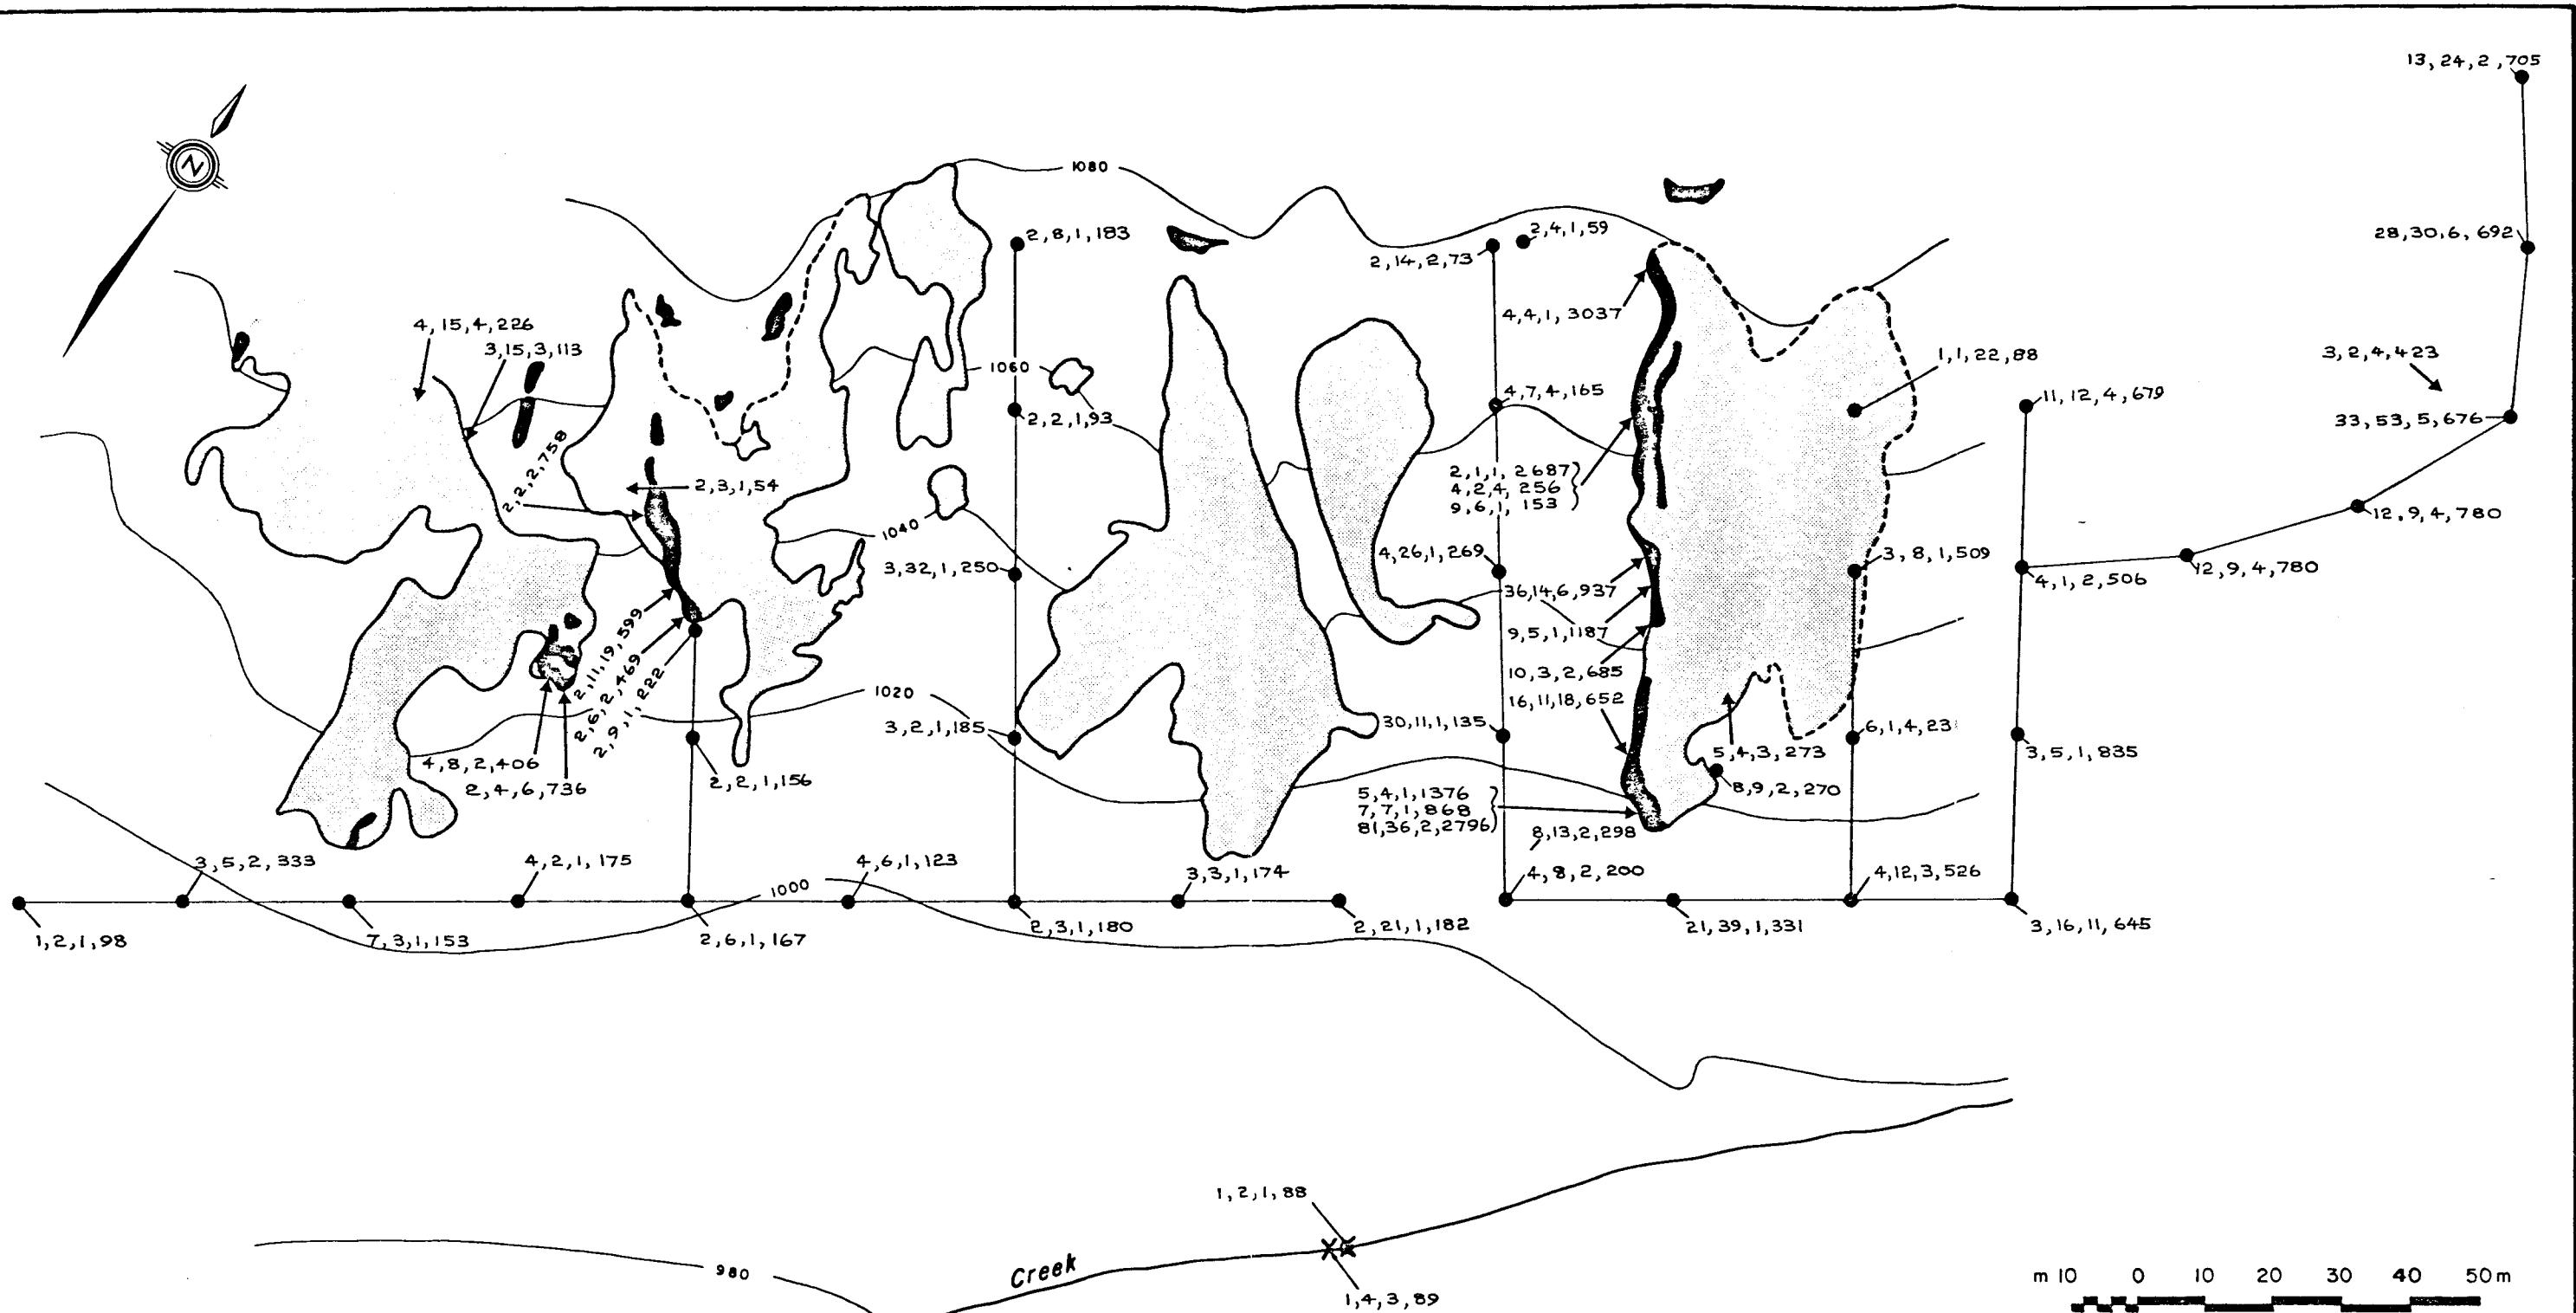 13, 24, 2, 705
1080
2, 8, 1, 183
2, 4, 1, 59
28, 30, 6, 692
2, 14, 2, 73
N
4, 4, 1, 3037
4, 15, 4, 226
3, 15, 3, 113
1, 1, 22, 88
3, 2, 4, 423
1060
4, 7, 4, 165
11, 12, 4, 679
2, 2, 1, 93
33, 53, 5, 676
2, 2, 2, 758
2, 3, 1, 54
2, 1, 1, 2687
4, 2, 4, 256
9, 6, 1, 153
12, 9, 4, 780
1040
4, 26, 1, 269
3, 8, 1, 509
3, 32, 1, 250
12, 9, 4, 780
4, 1, 2, 506
36, 14, 6, 937
9, 5, 1, 1187
2, 11, 19, 599
2, 6, 2, 469
2, 9, 1, 222
10, 3, 2, 685
1020
16, 11, 18, 652
3, 2, 1, 185
30, 11, 1, 135
6, 1, 4, 23
5, 4, 3, 273
3, 5, 1, 835
4, 8, 2, 406
2, 4, 6, 736
2, 2, 1, 156
8, 9, 2, 270
5, 4, 1, 1376
7, 7, 1, 868
81, 36, 2, 2796
8, 13, 2, 298
3, 5, 2, 333
4, 2, 1, 175
4, 6, 1, 123
3, 3, 1, 174
4, 8, 2, 200
4, 12, 3, 526
1000
1, 2, 1, 98
7, 3, 1, 153
2, 6, 1, 167
2, 3, 1, 180
2, 21, 1, 182
21, 39, 1, 331
3, 16, 11, 645
1, 2, 1, 88
980
Creek
1, 4, 3, 89
m 10 0 10 20 30 40 50 m